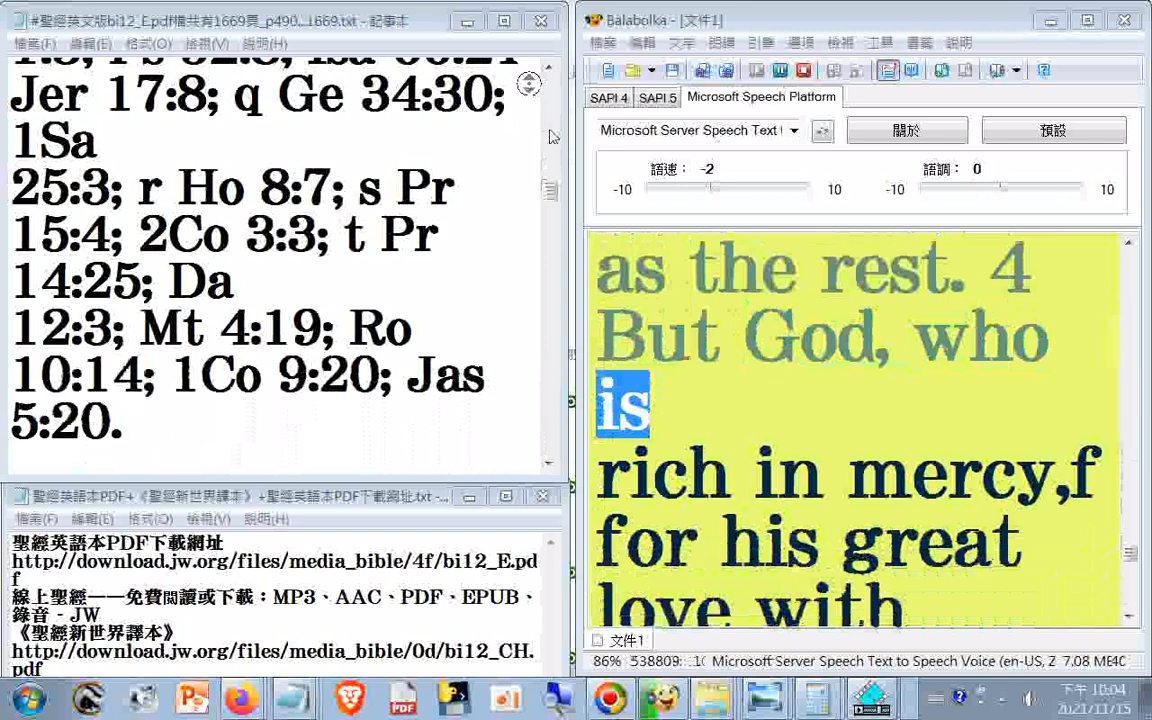 #聖經英文版bi12_E.pdf檔共有1669頁_p490...1669.txt - 記事本
檔案(F) 編輯(E) 格式(O) 檢視(V) 說明(H)
Jer 17:8; q Ge 34:30;
1Sa
25:3; r Ho 8:7; s Pr
15:4; 2Co 3:3; t Pr
14:25; Da
12:3; Mt 4:19; Ro
10:14; 1Co 9:20; Jas
5:20.
聖經英語本PDF+《聖經新世界譯本》+聖經英語本PDF下載網址.txt - ...
檔案(F) 編輯(E) 格式(O) 檢視(V) 說明(H)
聖經英語本PDF下載網址
http://download.jw.org/files/media_bible/4f/bi12_E.pd
f
線上聖經——免費閱讀或下載：MP3、AAC、PDF、EPUB、
錄音 - JW
《聖經新世界譯本》
http://download.jw.org/files/media_bible/0d/bi12_CH.
pdf
Balabolka - [文件1]
檔案 編輯 文字 朗讀 引擎 選項 檢視 工具 書籤 說明
SAPI 4 SAPI 5 Microsoft Speech Platform
Microsoft Server Speech Text
關於 預設
語速： -2 語調： 0
-10 10 -10 10
as the rest. 4
But God, who
is
rich in mercy,f
for his great
love with
文件1
86% 538809: Microsoft Server Speech Text to Speech Voice (en-US, Z 7.08 МБ
下午 10:04
2021/11/15